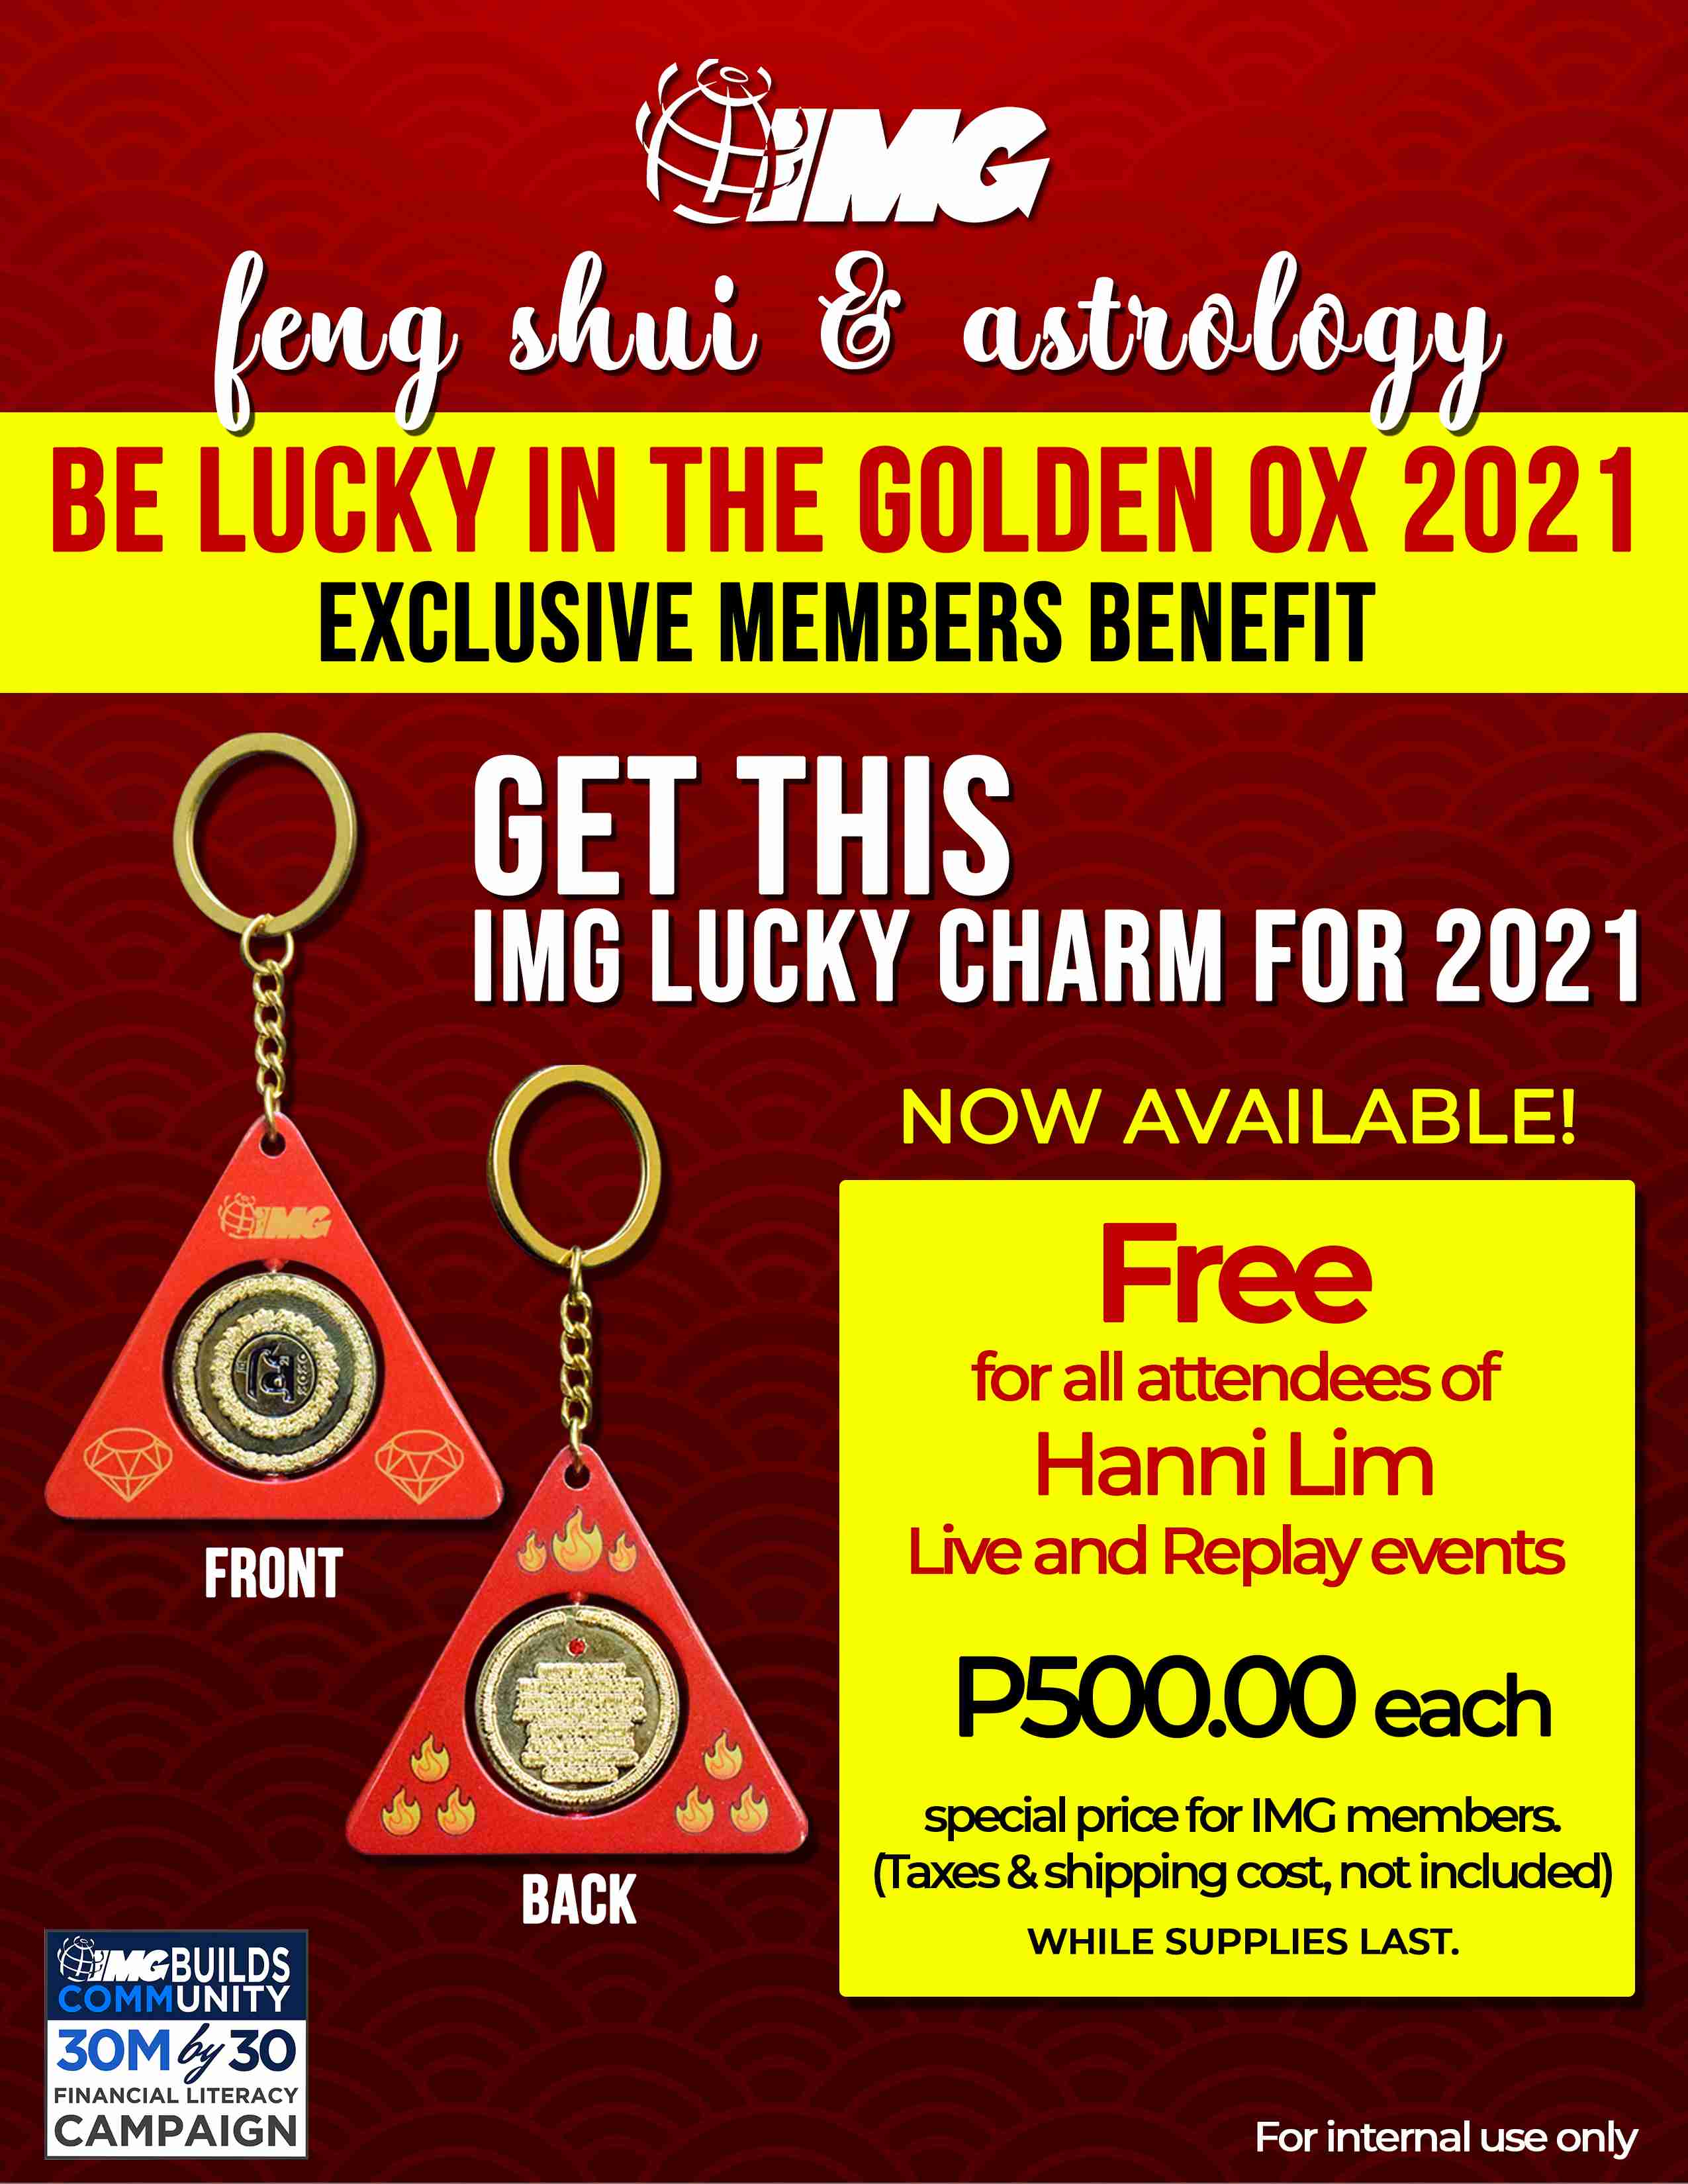 IMG
feng shui & astrology
BE LUCKY IN THE GOLDEN OX 2021
EXCLUSIVE MEMBERS BENEFIT
GET THIS
IMG LUCKY CHARM FOR 2021
NOW AVAILABLE!
Free
for all attendees of
Hanni Lim
Live and Replay events
P500.00 each
special price for IMG members.
(Taxes & shipping cost, not included)
WHILE SUPPLIES LAST.
IMG
FRONT
BACK
IMG BUILDS
COMMUNITY
30M by 30
FINANCIAL LITERACY
CAMPAIGN
For internal use only